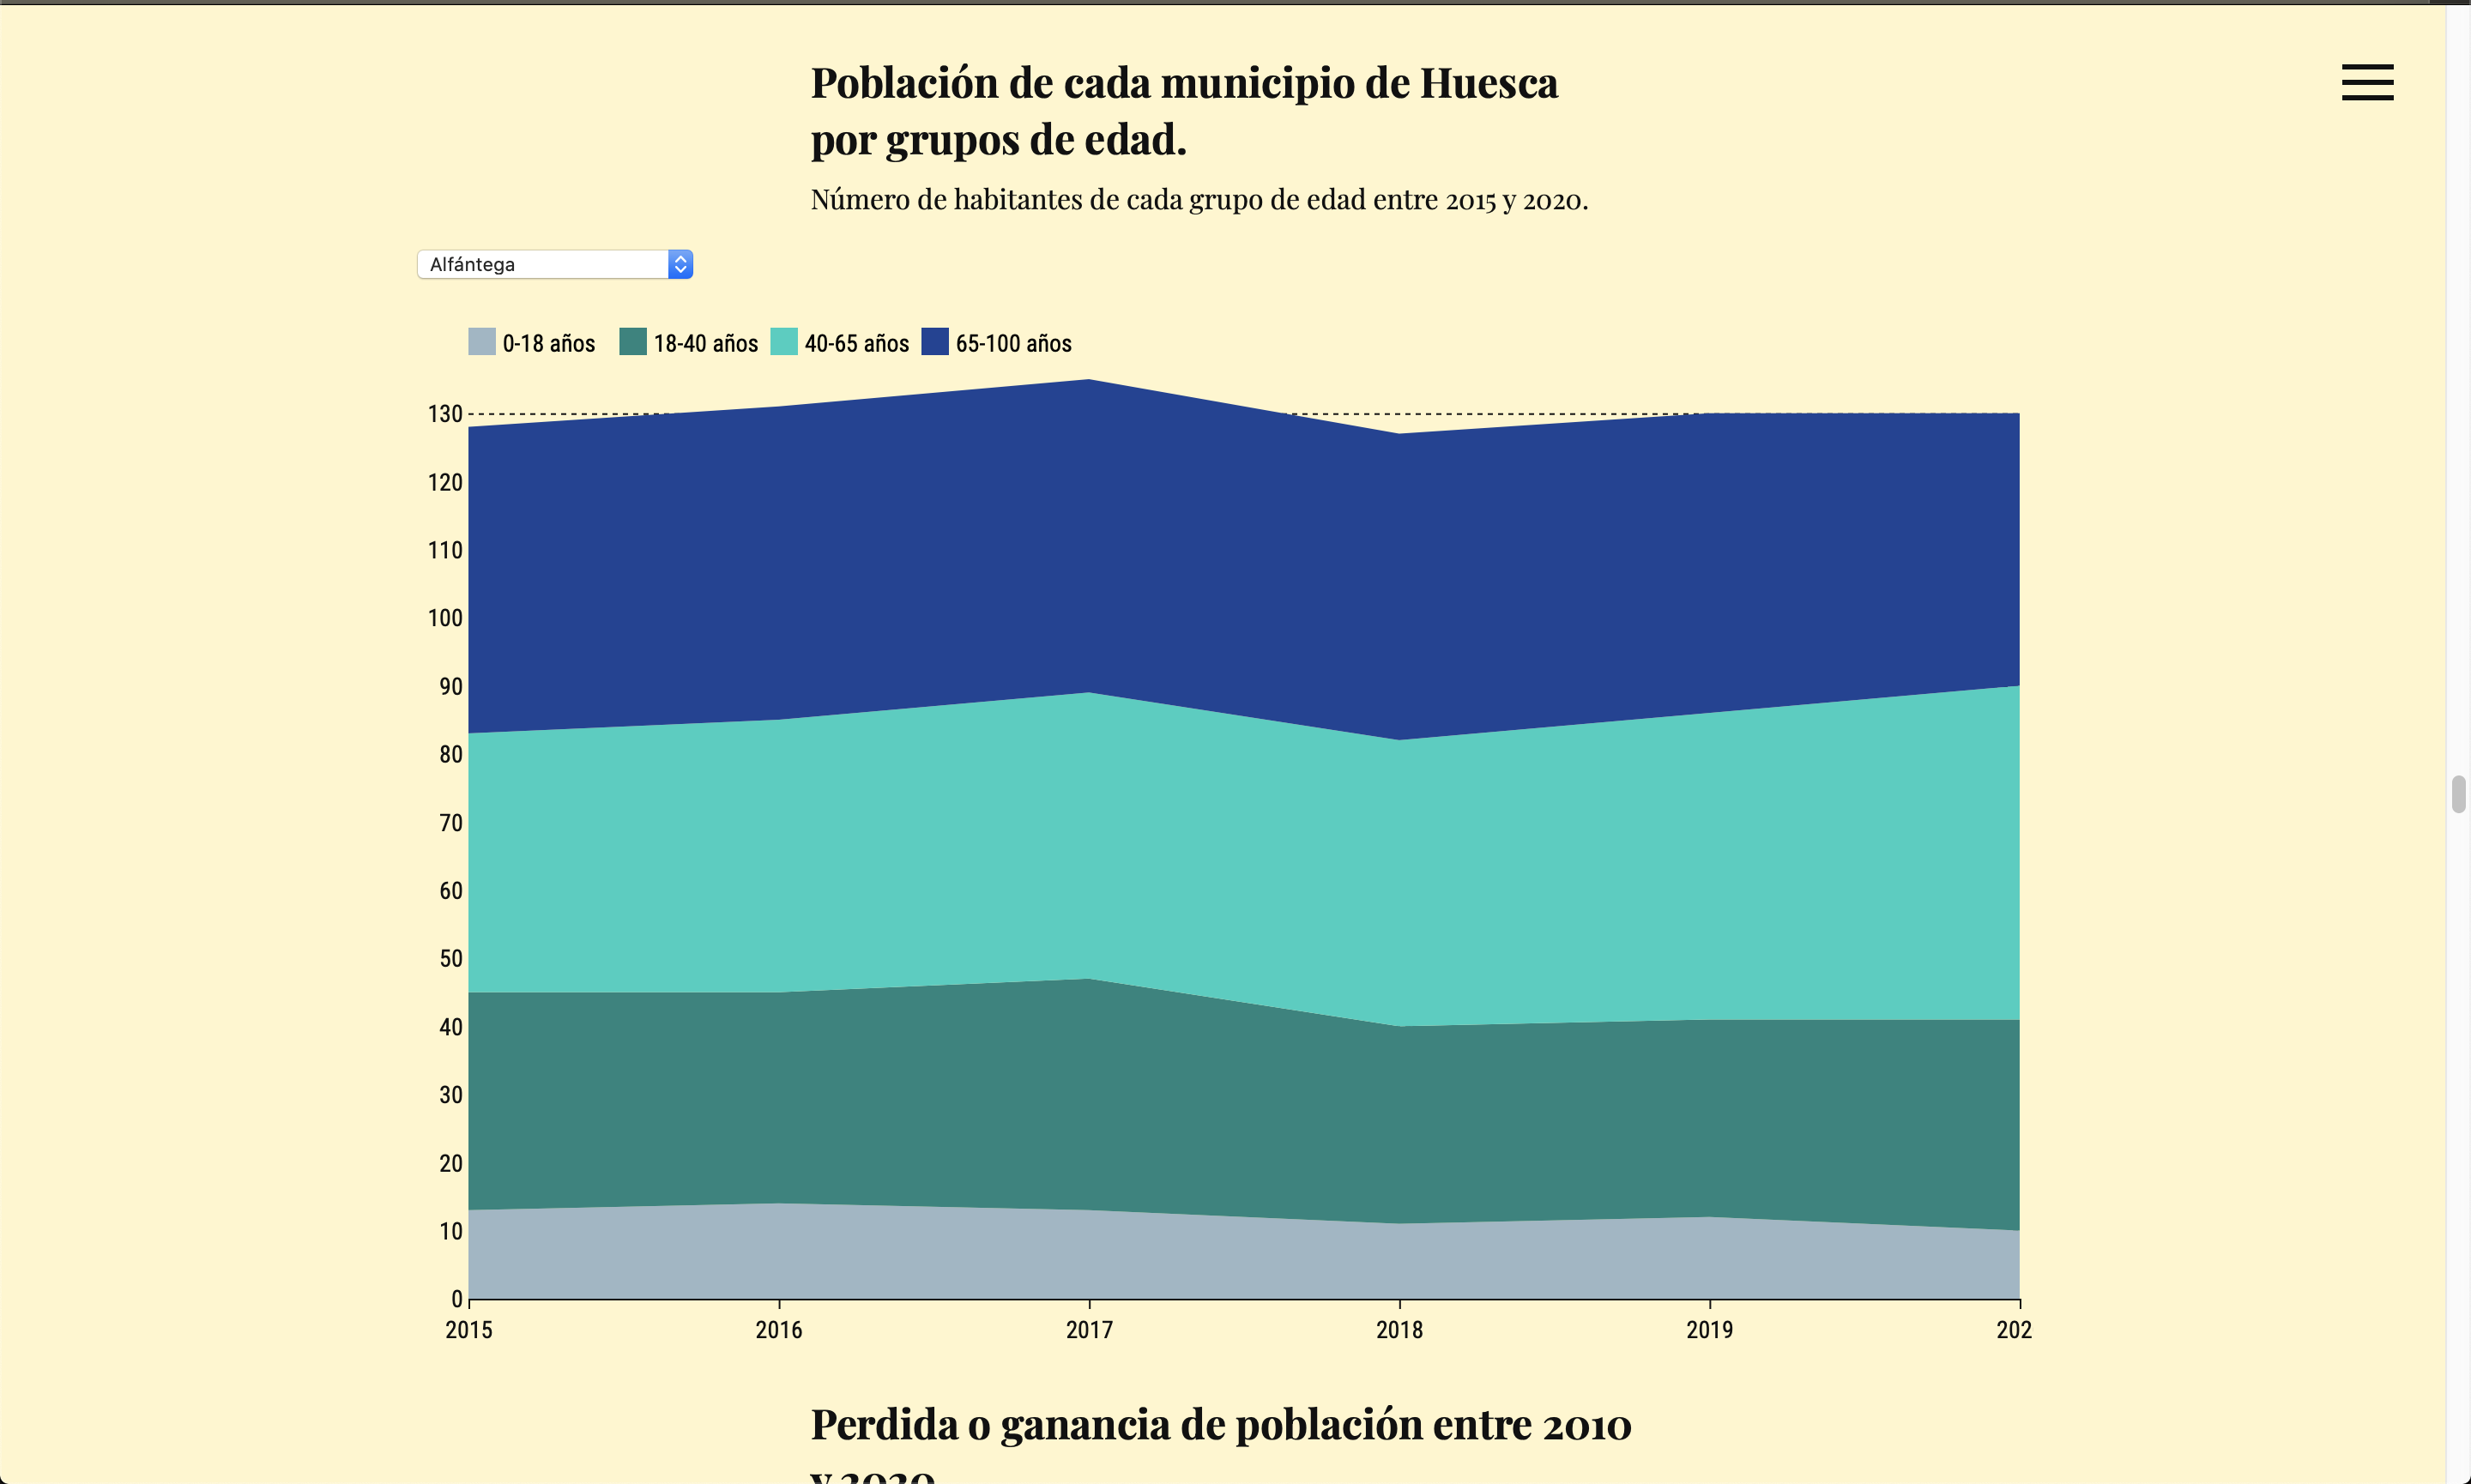 Población de cada municipio de Huesca
por grupos de edad.
Número de habitantes de cada grupo de edad entre 2015 y 2020.
Alfántega
0-18 años 18-40 años 40-65 años 65-100 años
130
120
110
100
90
80
70
60
50
40
30
20
10
0
2015 2016 2017 2018 2019 202
Perdida o ganancia de población entre 2010
y 2020